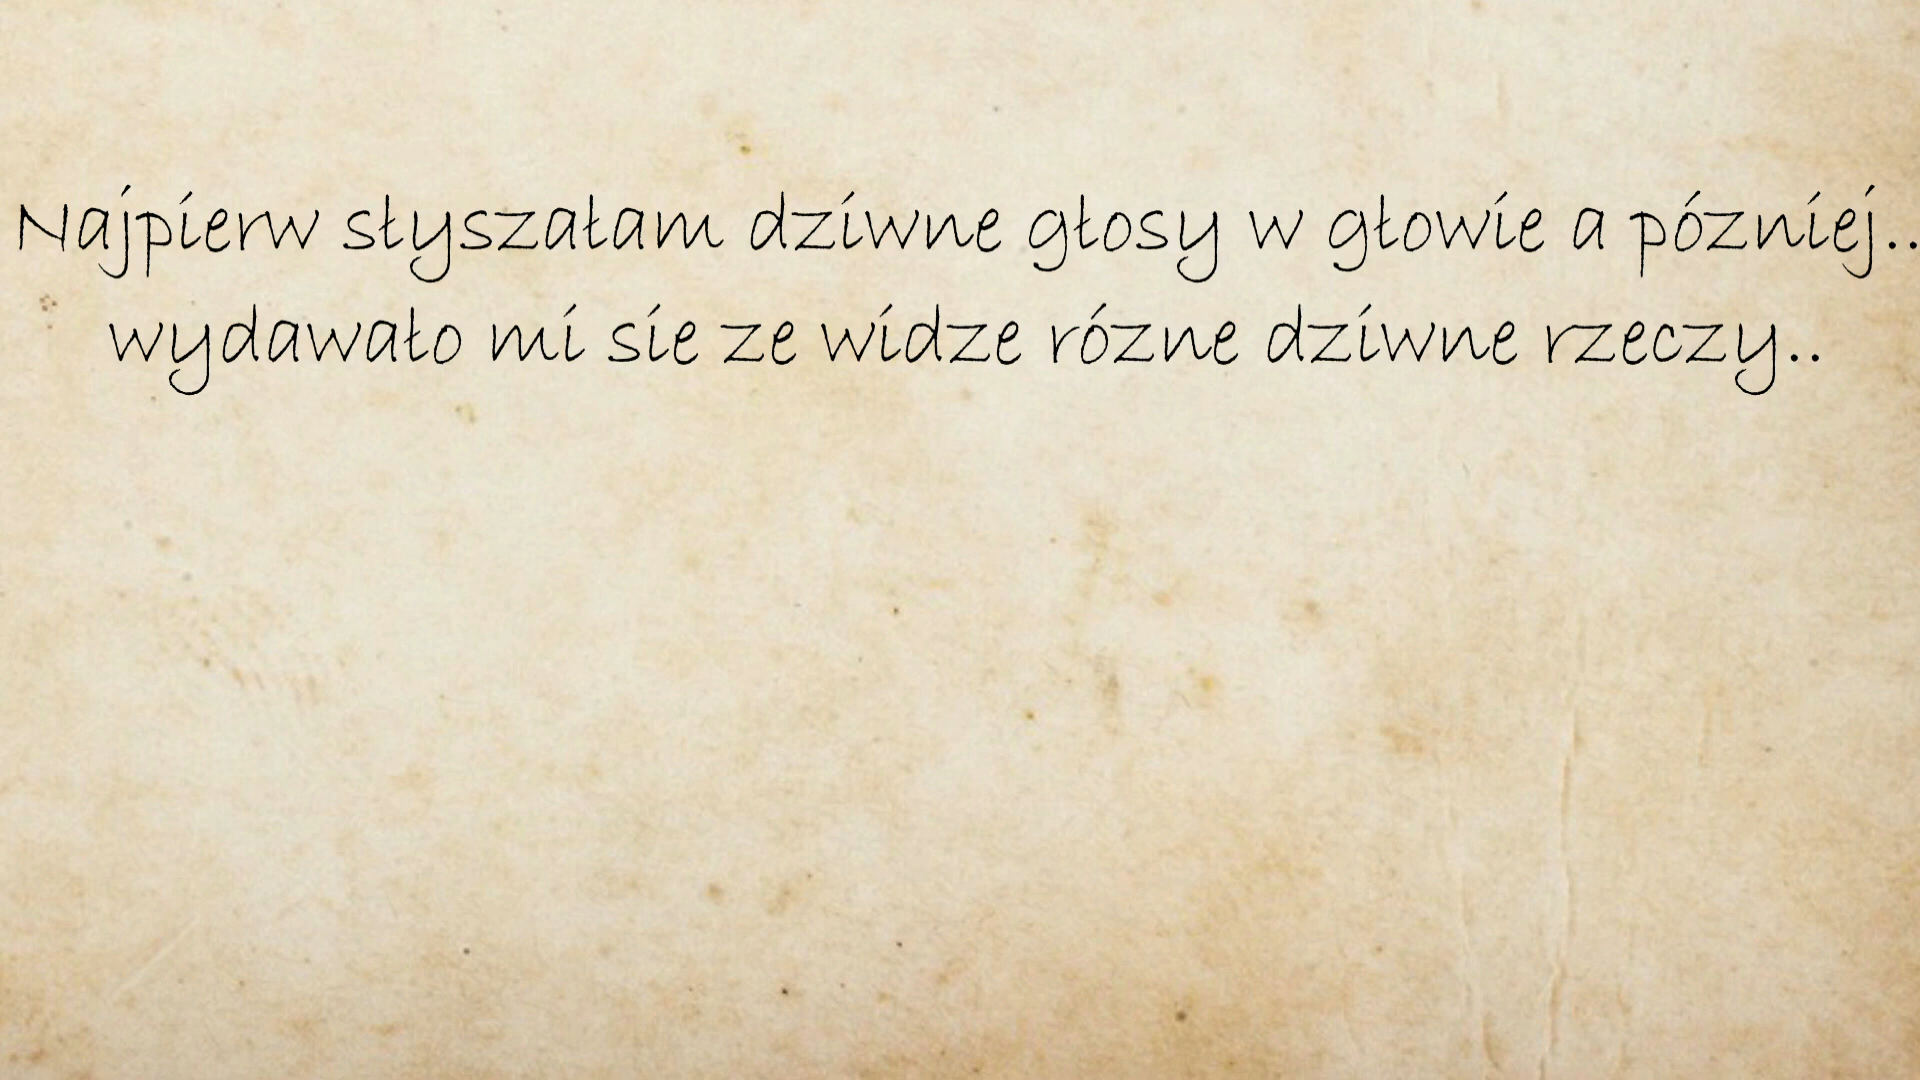 Najpierw słyszałam dziwne głosy w głowie a pózniej..
wydawało mi sie ze widze rózne dziwne rzeczy..